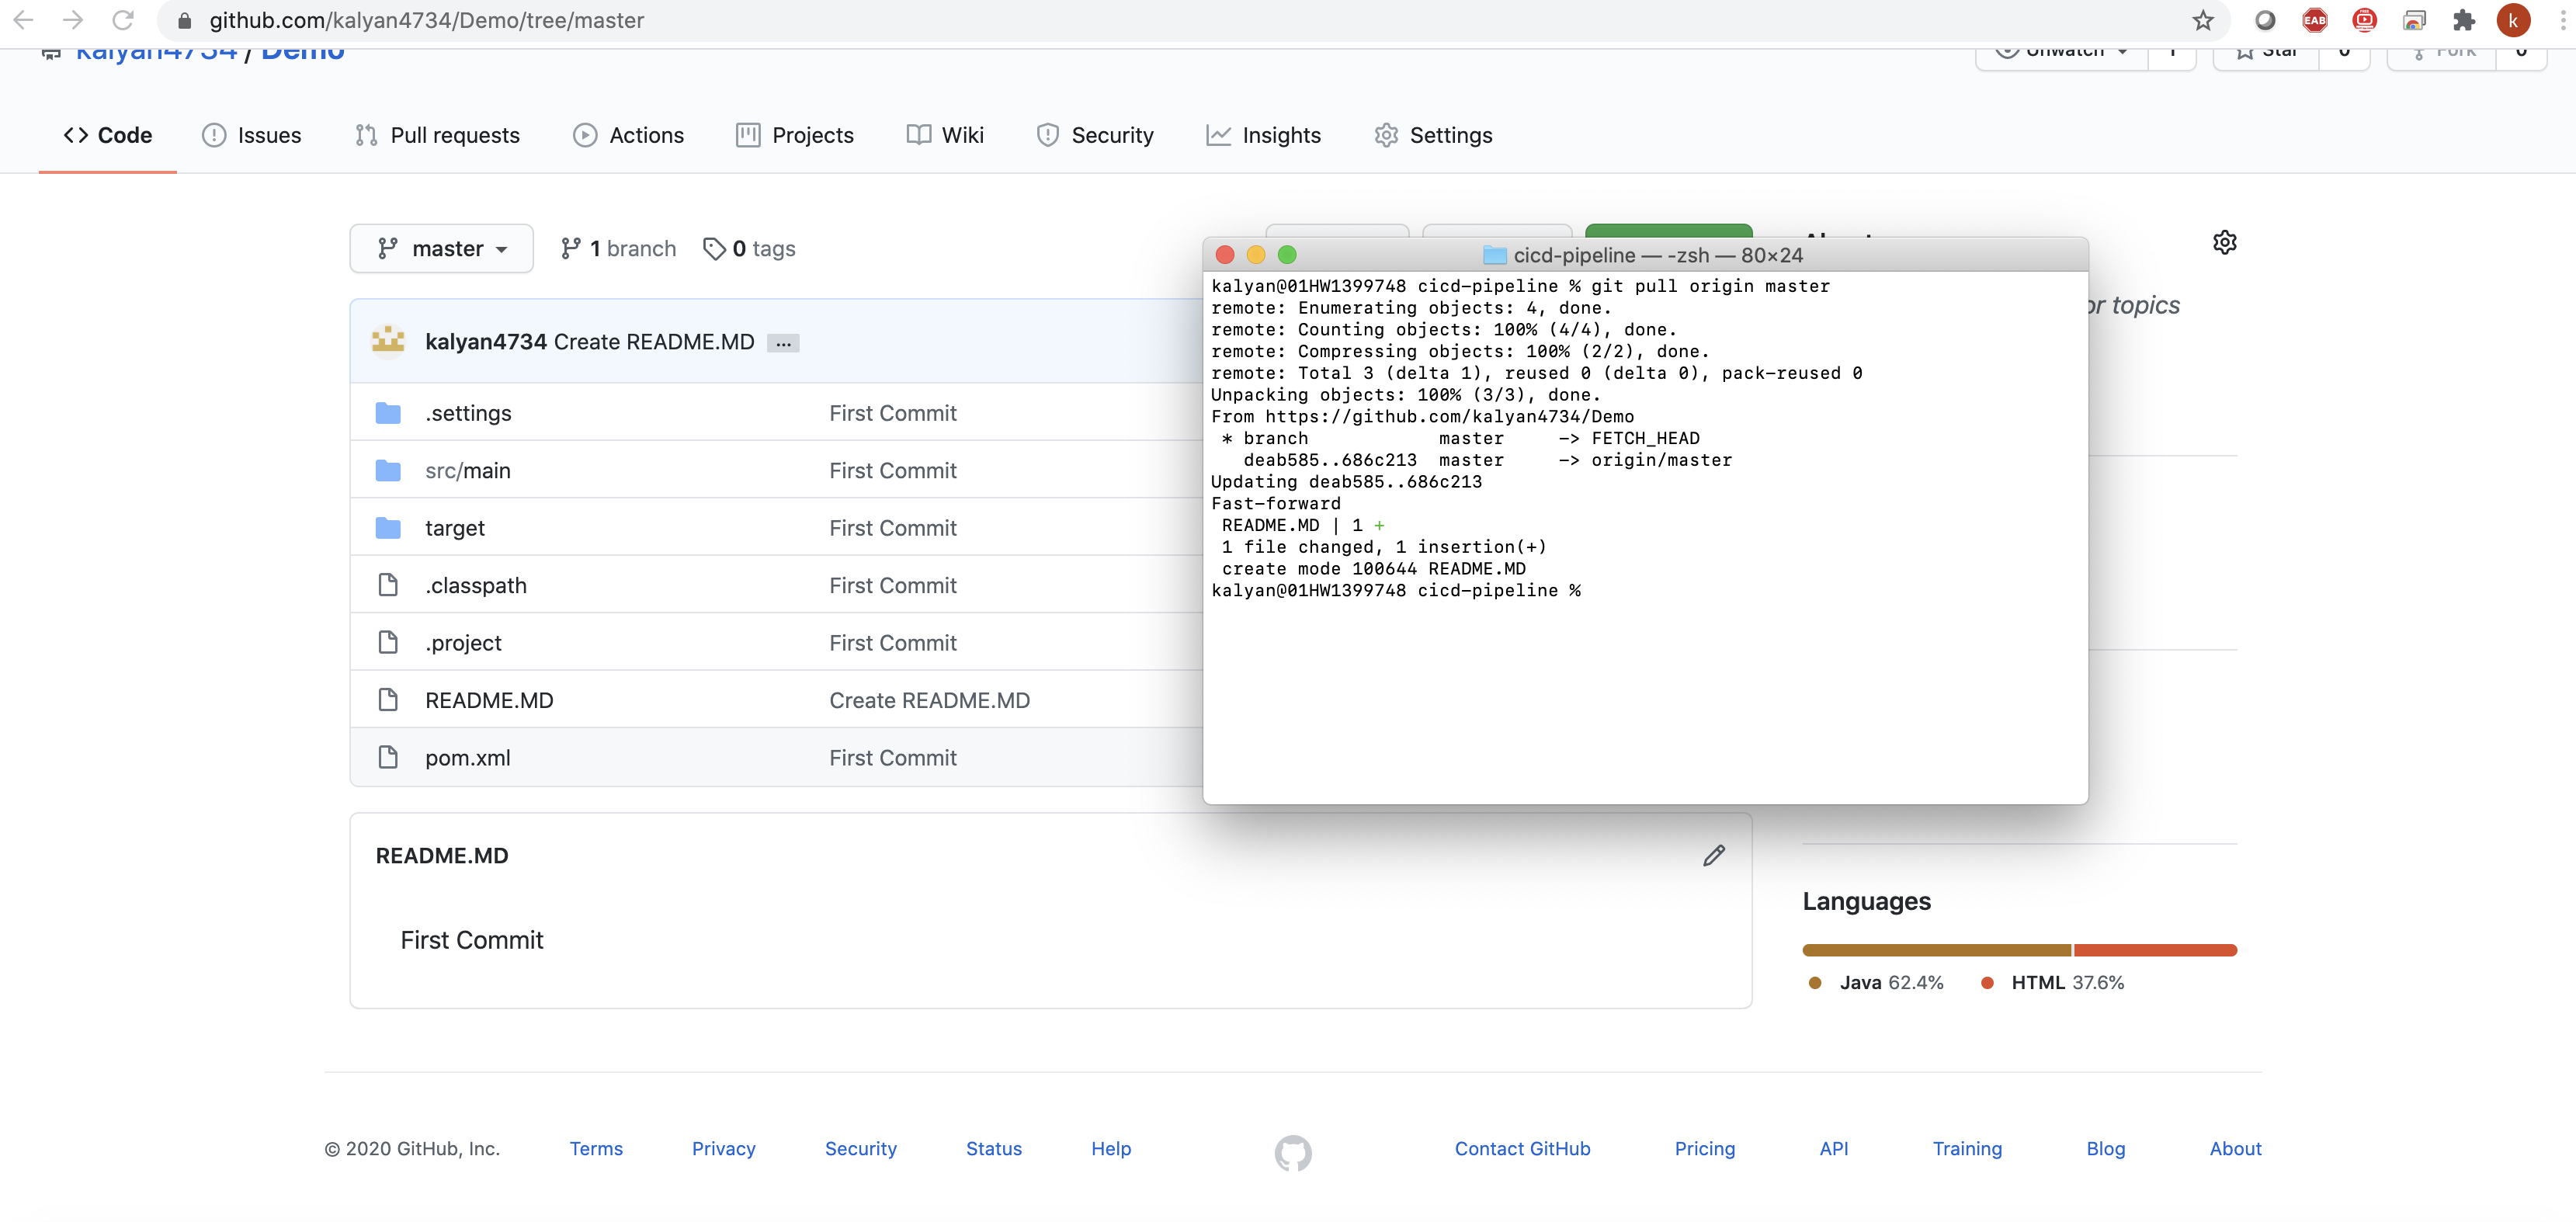 github.com/kalyan4734/Demo/tree/master
EAB
k
kalyan4734 / Demo
Unwatch 1
Star 0
Fork 0
Code
Issues
Pull requests
Actions
Projects
Wiki
Security
Insights
Settings
master
1 branch
0 tags
About
or topics
kalyan4734 Create README.MD ...
.settings First Commit
src/main First Commit
target First Commit
.classpath First Commit
.project First Commit
README.MD Create README.MD
pom.xml First Commit
cicd-pipeline — -zsh — 80×24
kalyan@01HW1399748 cicd-pipeline % git pull origin master
remote: Enumerating objects: 4, done.
remote: Counting objects: 100% (4/4), done.
remote: Compressing objects: 100% (2/2), done.
remote: Total 3 (delta 1), reused 0 (delta 0), pack-reused 0
Unpacking objects: 100% (3/3), done.
From https://github.com/kalyan4734/Demo
* branch master -> FETCH_HEAD
deab585..686c213 master -> origin/master
Updating deab585..686c213
Fast-forward
README.MD | 1 +
1 file changed, 1 insertion(+)
create mode 100644 README.MD
kalyan@01HW1399748 cicd-pipeline %
README.MD
First Commit
Languages
Java 62.4% HTML 37.6%
© 2020 GitHub, Inc. Terms Privacy Security Status Help Contact GitHub Pricing API Training Blog About